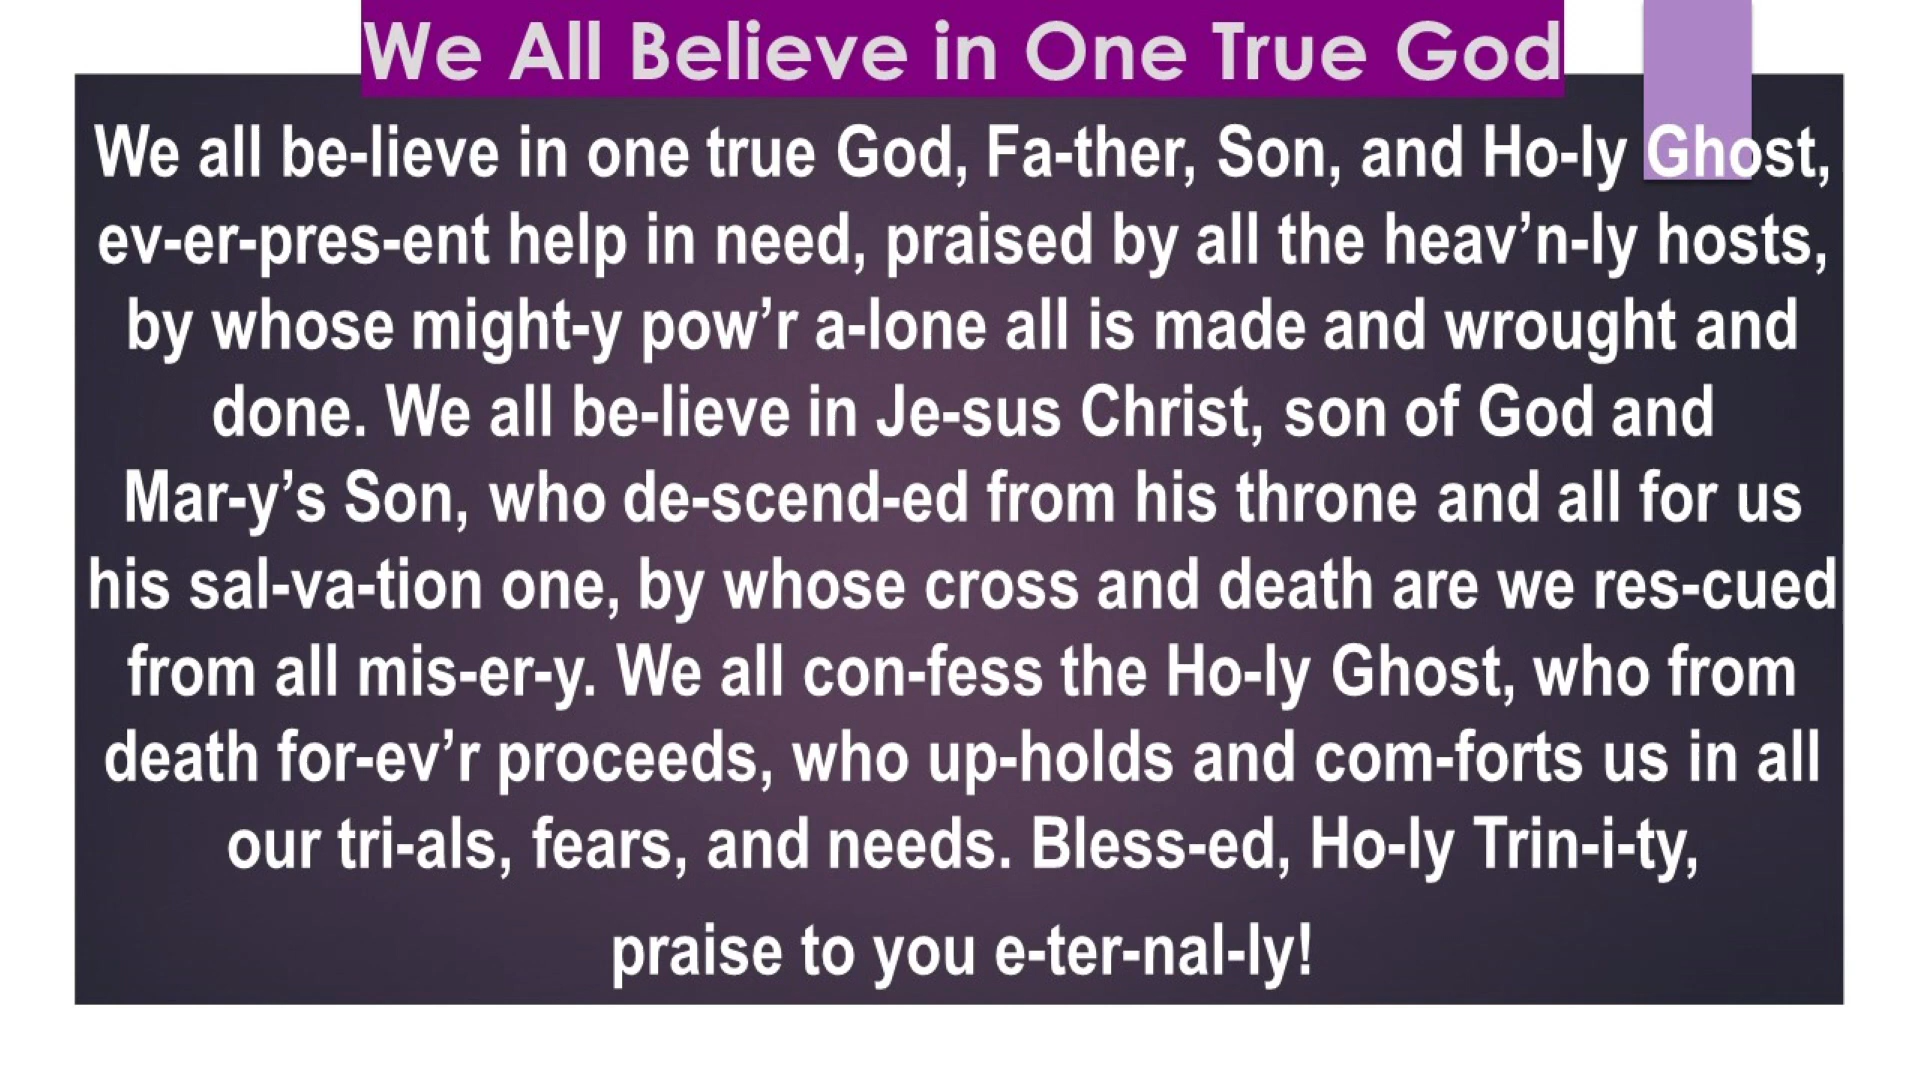 We All Believe in One True God
We all be-lieve in one true God, Fa-ther, Son, and Ho-ly Ghost,
ev-er-pres-ent help in need, praised by all the heav’n-ly hosts,
by whose might-y pow’r a-lone all is made and wrought and
done. We all be-lieve in Je-sus Christ, son of God and
Mar-y’s Son, who de-scend-ed from his throne and all for us
his sal-va-tion one, by whose cross and death are we res-cued
from all mis-er-y. We all con-fess the Ho-ly Ghost, who from
death for-ev’r proceeds, who up-holds and com-forts us in all
our tri-als, fears, and needs. Bless-ed, Ho-ly Trin-i-ty,
praise to you e-ter-nal-ly!